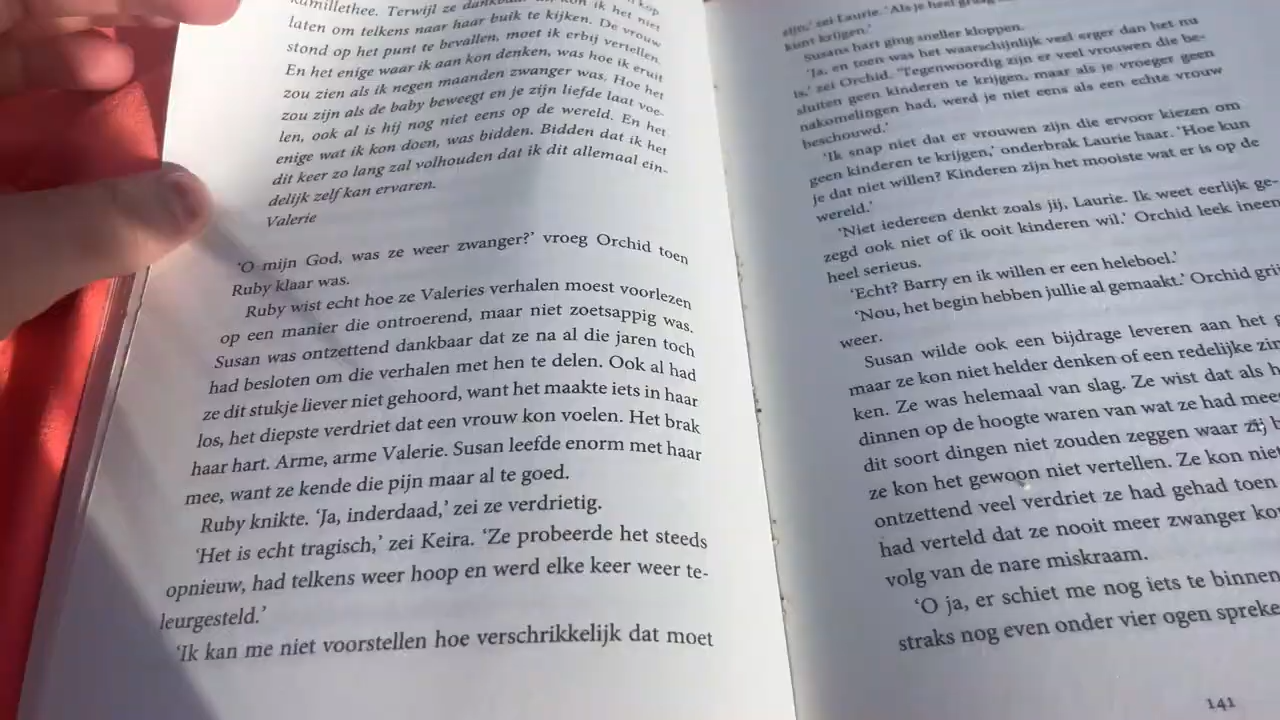 kamillethee. Terwijl ze kon ik het niet
laten om telkens naar haar buik te kijken. De vrouw
stond op het punt te bevallen, moet ik erbij vertellen.
En het enige waar ik aan kon denken, was hoe ik eruit
zou zien als ik negen maanden zwanger was. Hoe het
zou zijn als de baby beweegt en je zijn liefde laat voe-
len, ook al is hij nog niet eens op de wereld. En het
enige wat ik kon doen, was bidden. Bidden dat ik het
dit keer zo lang zal volhouden dat ik dit allemaal ein-
delijk zelf kan ervaren.
Valerie
‘O mijn God, was ze weer zwanger?’ vroeg Orchid toen
Ruby klaar was.
Ruby wist echt hoe ze Valeries verhalen moest voorlezen
op een manier die ontroerend, maar niet zoetsappig was.
Susan was ontzettend dankbaar dat ze na al die jaren toch
had besloten om die verhalen met hen te delen. Ook al had
ze dit stukje liever niet gehoord, want het maakte iets in haar
los, het diepste verdriet dat een vrouw kon voelen. Het brak
haar hart. Arme, arme Valerie. Susan leefde enorm met haar
mee, want ze kende die pijn maar al te goed.
Ruby knikte. ‘Ja, inderdaad,’ zei ze verdrietig.
‘Het is echt tragisch,’ zei Keira. ‘Ze probeerde het steeds
opnieuw, had telkens weer hoop en werd elke keer weer te-
leurgesteld.’
‘Ik kan me niet voorstellen hoe verschrikkelijk dat moet
zijn,’ zei Laurie. ‘Als je heel graag
kunt krijgen.’
Susans hart ging sneller kloppen.
‘Ja, en toen was het waarschijnlijk veel erger dan het nu
is,’ zei Orchid. ‘Tegenwoordig zijn er veel vrouwen die be-
sluiten geen kinderen te krijgen, maar als je vroeger geen
nakomelingen had, werd je niet eens als een echte vrouw
beschouwd.’
‘Ik snap niet dat er vrouwen zijn die ervoor kiezen om
geen kinderen te krijgen,’ onderbrak Laurie haar. ‘Hoe kun
je dat niet willen? Kinderen zijn het mooiste wat er is op de
wereld.’
‘Niet iedereen denkt zoals jij, Laurie. Ik weet eerlijk ge-
zegd ook niet of ik ooit kinderen wil.’ Orchid leek ineen
heel serieus.
‘Echt? Barry en ik willen er een heleboel.’
‘Nou, het begin hebben jullie al gemaakt.’ Orchid grij
weer.
Susan wilde ook een bijdrage leveren aan het g
maar ze kon niet helder denken of een redelijke zin
ken. Ze was helemaal van slag. Ze wist dat als h
dinnen op de hoogte waren van wat ze had mee
dit soort dingen niet zouden zeggen waar zij b
ze kon het gewoon niet vertellen. Ze kon niet
ontzettend veel verdriet ze had gehad toen
had verteld dat ze nooit meer zwanger kon
volg van de nare miskraam.
‘O ja, er schiet me nog iets te binnen
straks nog even onder vier ogen spreke
141